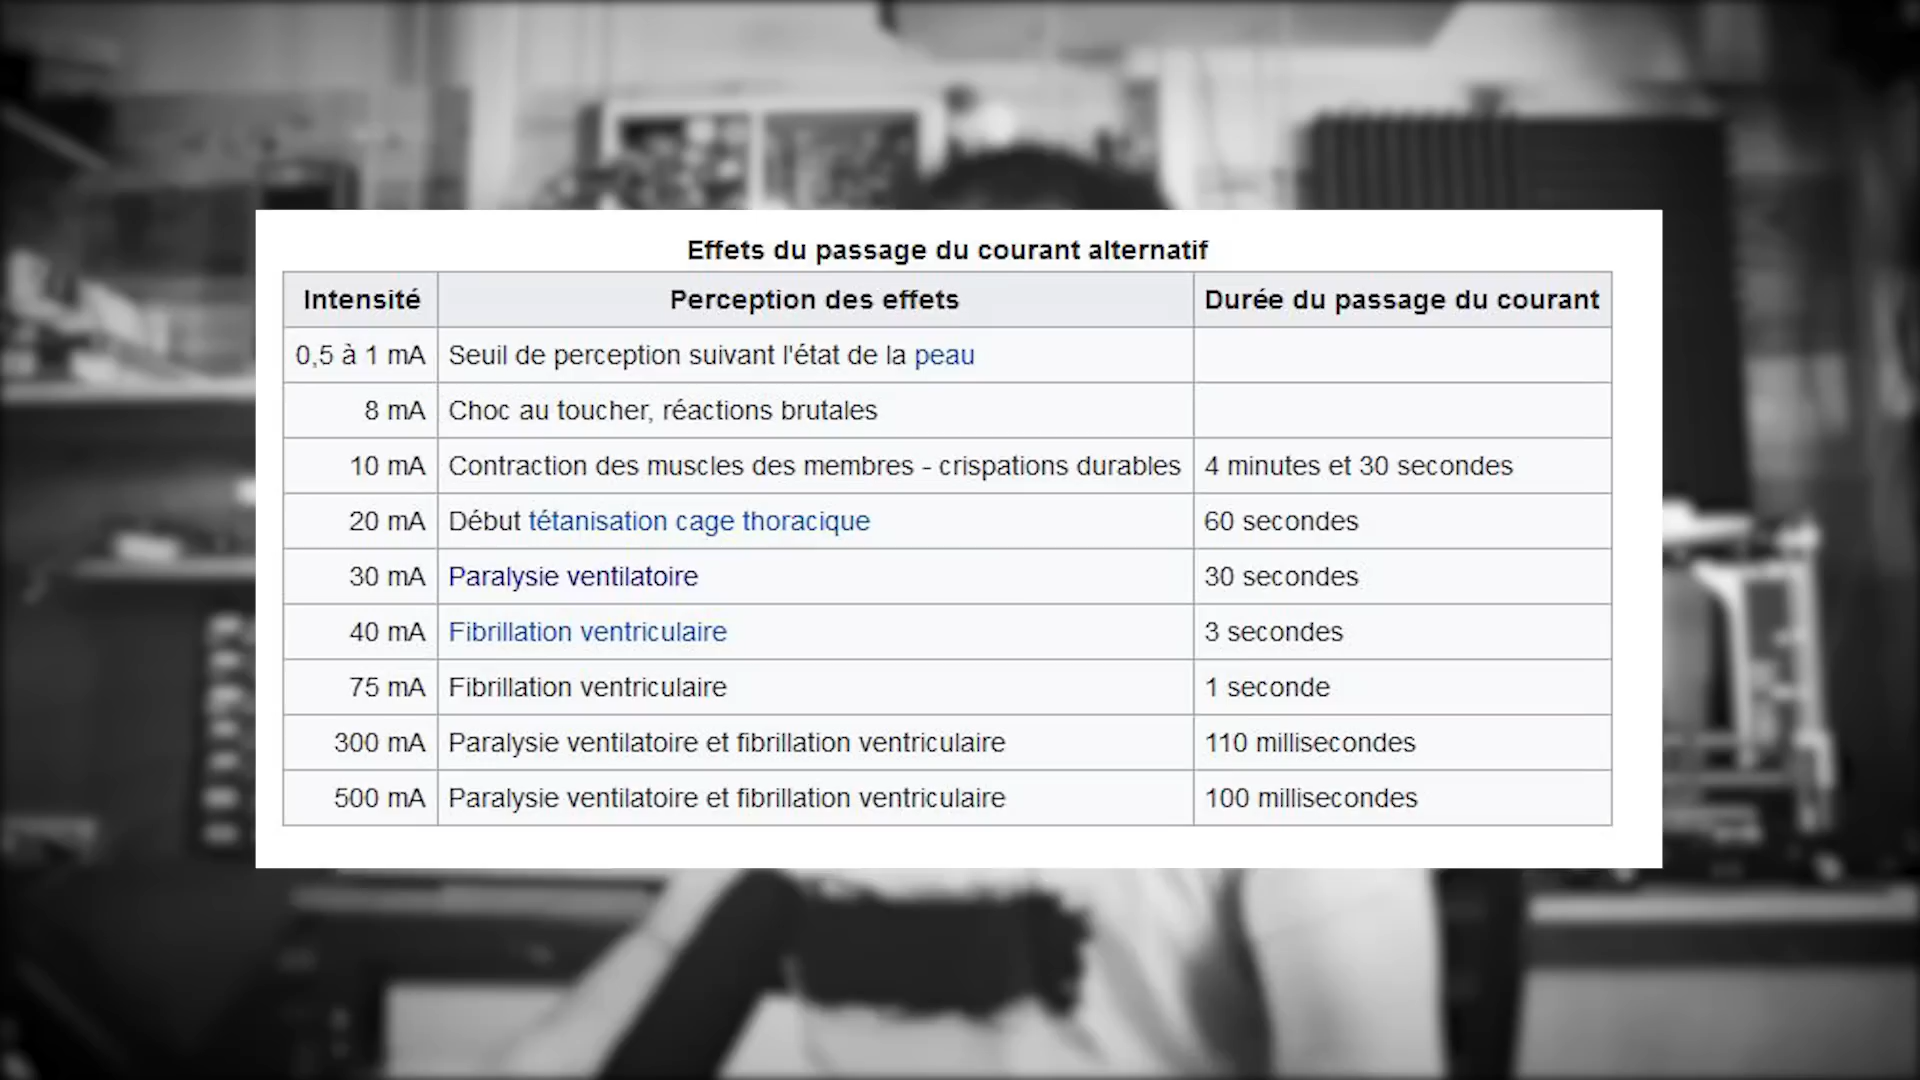 Effets du passage du courant alternatif
Intensité Perception des effets Durée du passage du courant
0,5 à 1 mA Seuil de perception suivant l'état de la peau
8 mA Choc au toucher, réactions brutales
10 mA Contraction des muscles des membres - crispations durables 4 minutes et 30 secondes
20 mA Début tétanisation cage thoracique 60 secondes
30 mA Paralysie ventilatoire 30 secondes
40 mA Fibrillation ventriculaire 3 secondes
75 mA Fibrillation ventriculaire 1 seconde
300 mA Paralysie ventilatoire et fibrillation ventriculaire 110 millisecondes
500 mA Paralysie ventilatoire et fibrillation ventriculaire 100 millisecondes